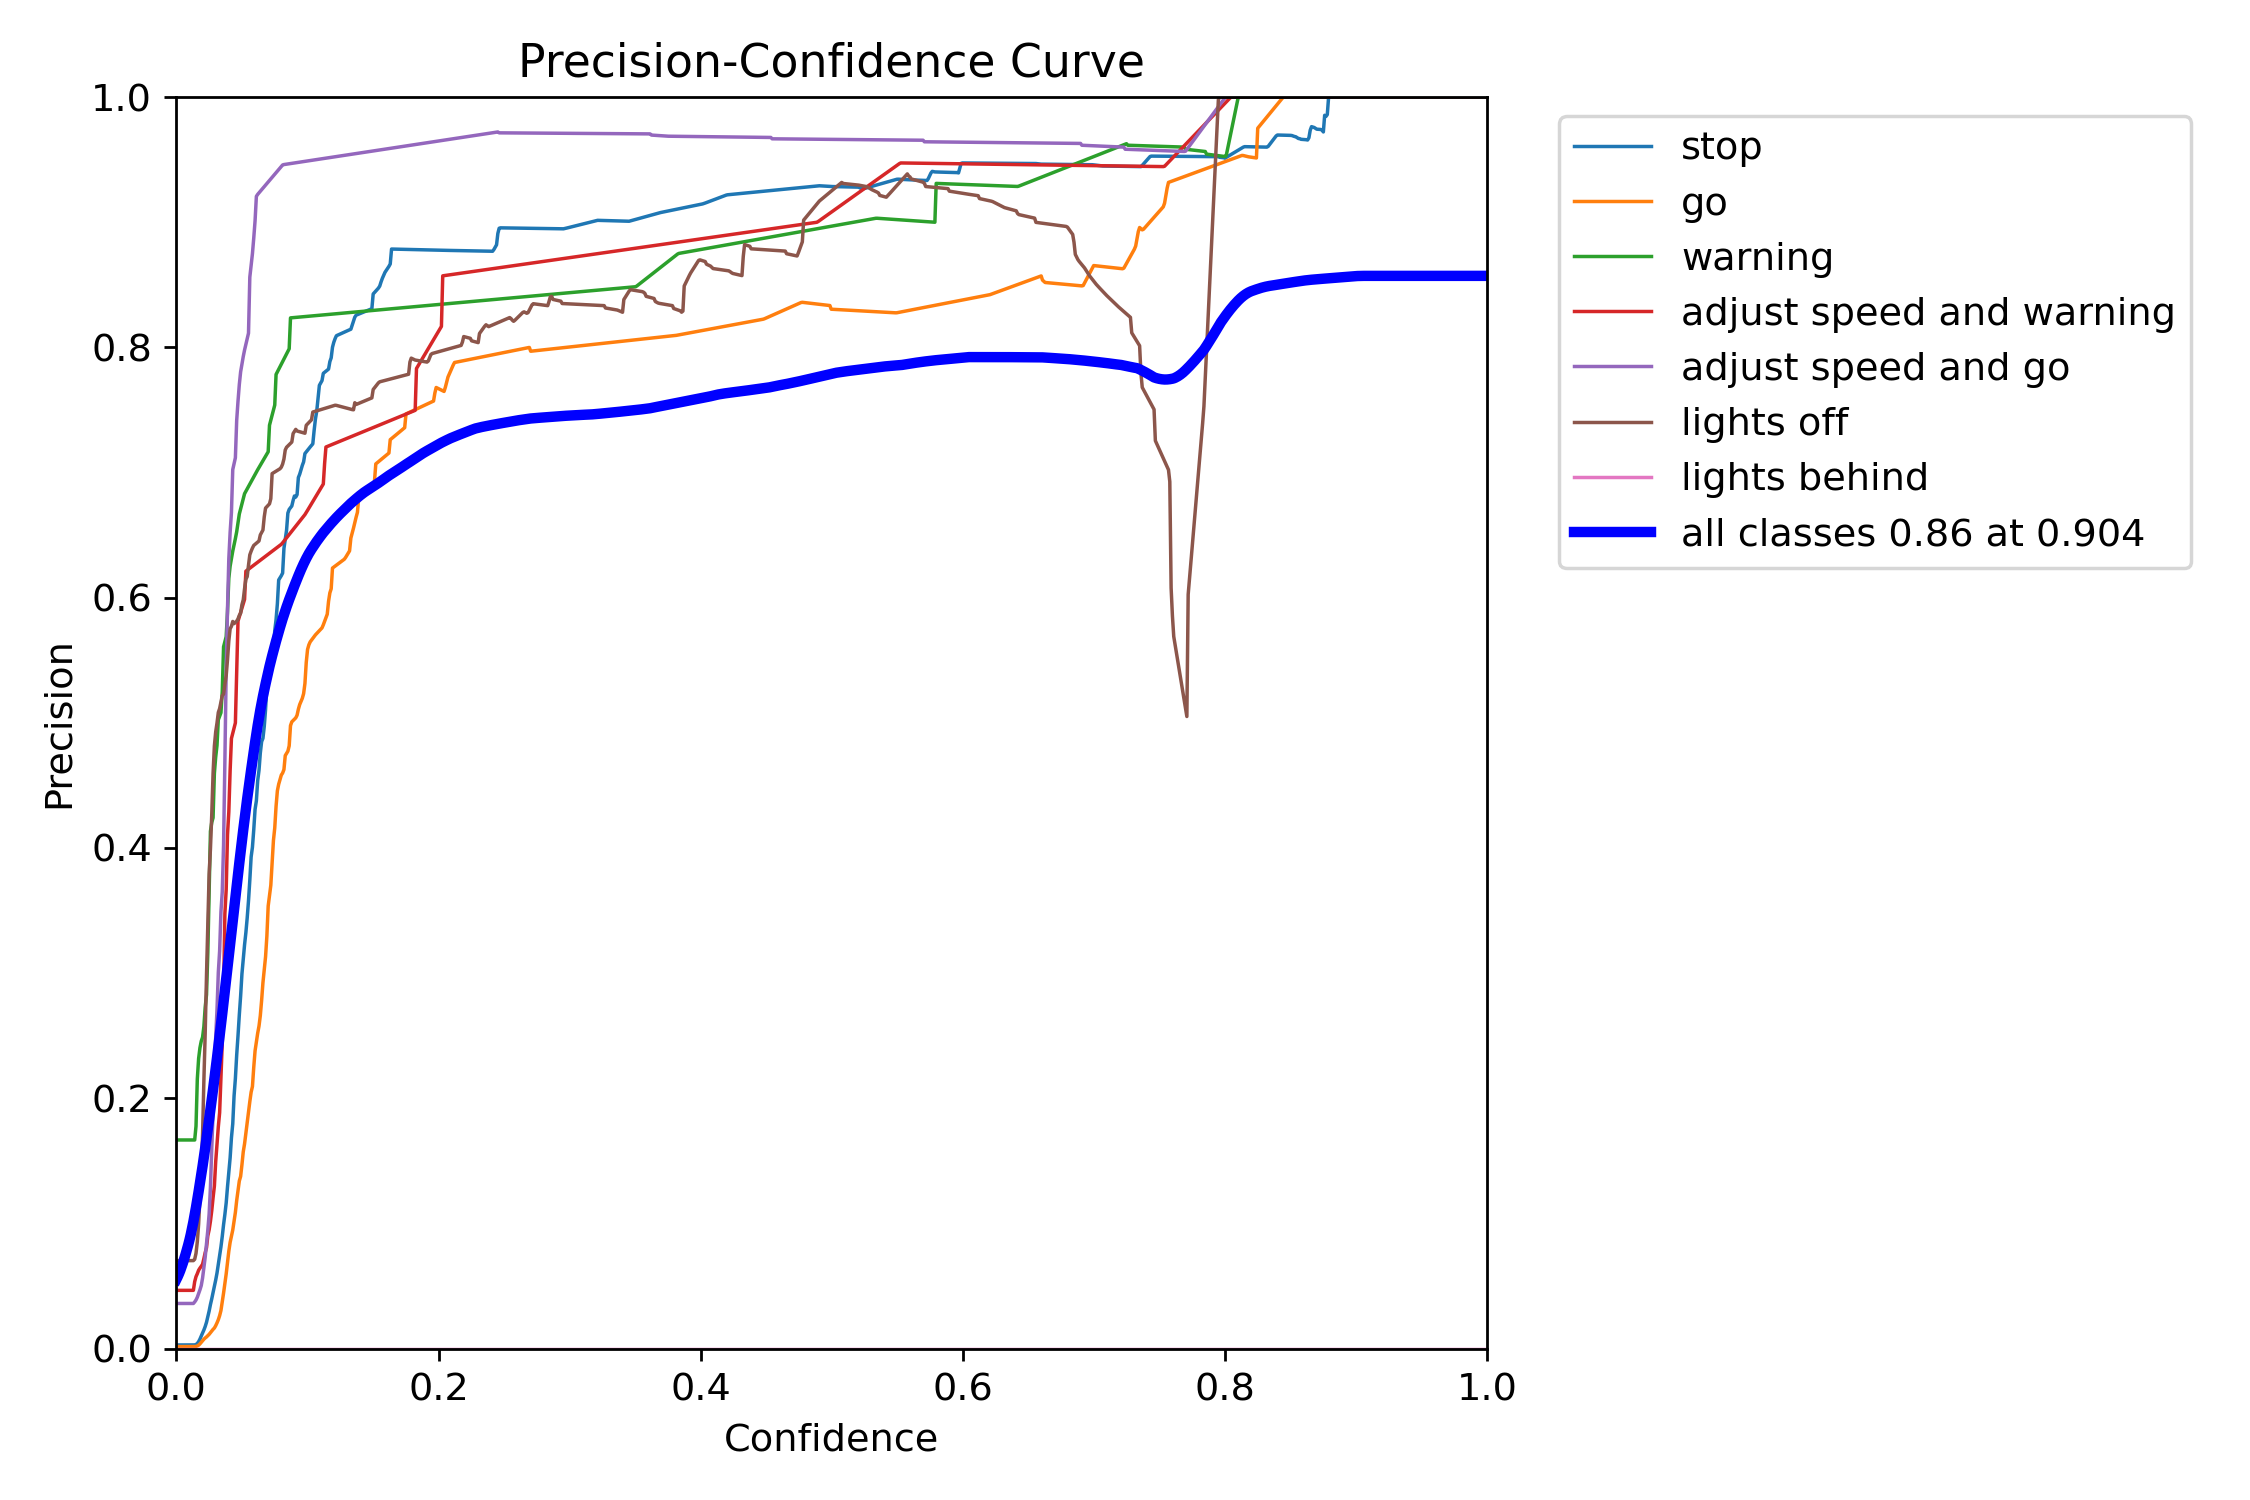 Precision-Confidence Curve
1.0
0.8
0.6
0.4
0.2
0.0
Precision
0.0 0.2 0.4 0.6 0.8 1.0
Confidence
stop
go
warning
adjust speed and warning
adjust speed and go
lights off
lights behind
all classes 0.86 at 0.904